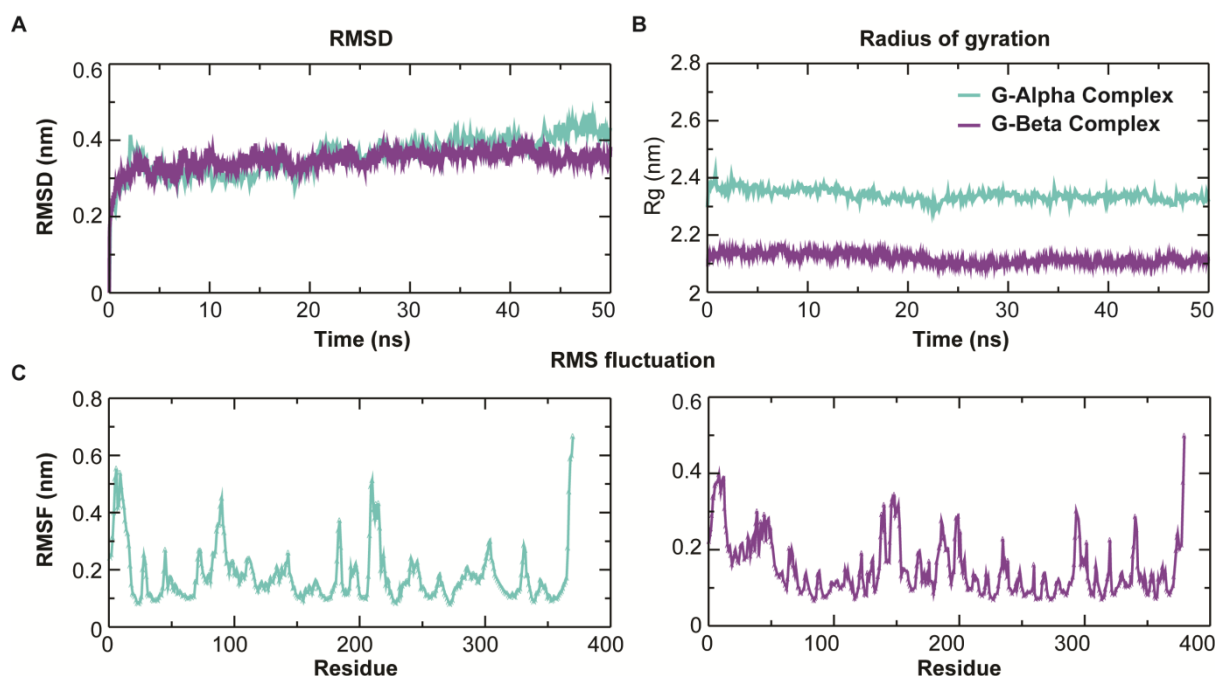 A
RMSD
0.6
0.4
0.2
0
RMSD (nm)
0 10 20 30 40 50
Time (ns)
B
Radius of gyration
2.8
2.6
2.4
2.2
2
Rg (nm)
G-Alpha Complex
G-Beta Complex
0 10 20 30 40 50
Time (ns)
C
RMS fluctuation
0.8
0.6
0.4
0.2
0
RMSF (nm)
0 100 200 300 400
Residue
0.6
0.4
0.2
0
0 100 200 300 400
Residue